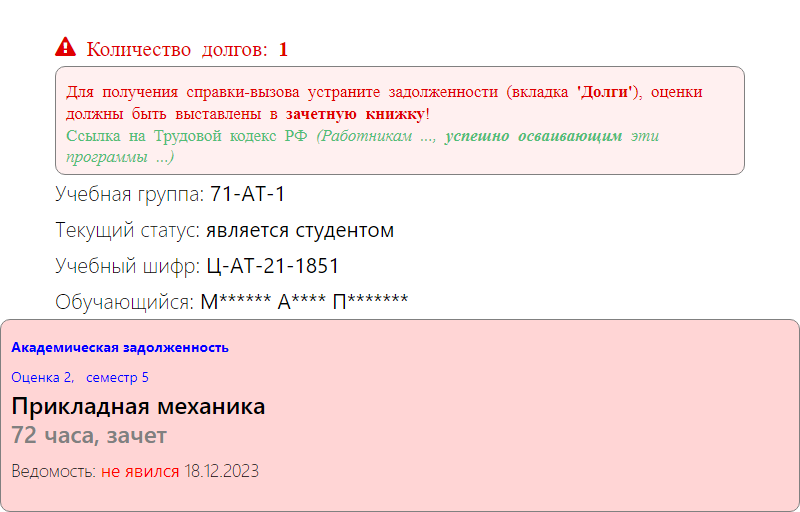 Количество долгов: 1
Для получения справки-вызова устраните задолженности (вкладка 'Долги'), оценки
должны быть выставлены в зачетную книжку!
Ссылка на Трудовой кодекс РФ (Работникам ..., успешно осваивающим эти
программы ...)
Учебная группа: 71-АТ-1
Текущий статус: является студентом
Учебный шифр: Ц-АТ-21-1851
Обучающийся: М****** А**** П*******
Академическая задолженность
Оценка 2, семестр 5
Прикладная механика
72 часа, зачет
Ведомость: не явился 18.12.2023